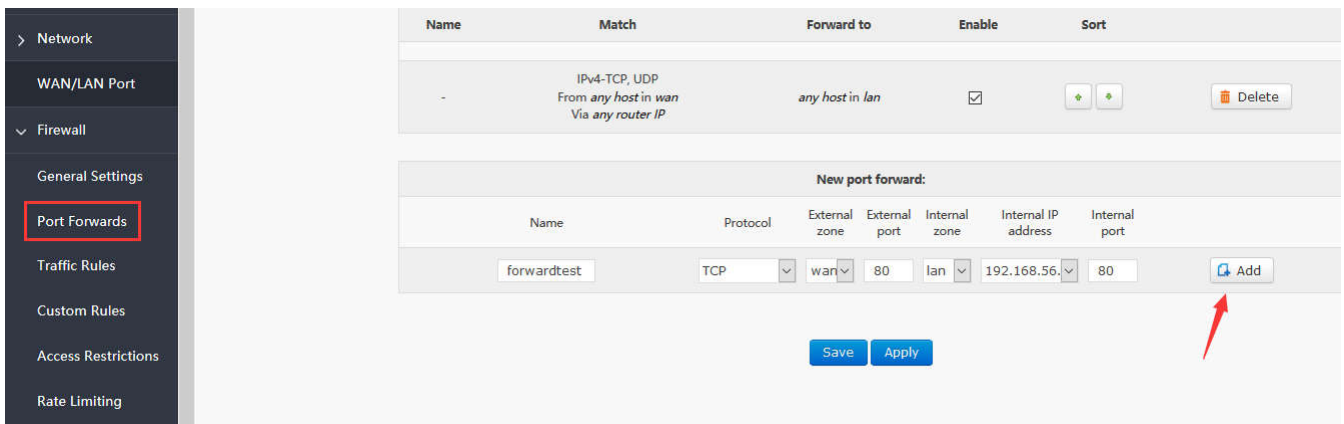 Network
WAN/LAN Port
Firewall
General Settings
Port Forwards
Traffic Rules
Custom Rules
Access Restrictions
Rate Limiting
Name Match Forward to Enable Sort
IPv4-TCP, UDP
From any host in wan
Via any router IP
- any host in lan Delete
New port forward:
Name Protocol External zone External port Internal zone Internal IP address Internal port
forwardtest TCP wan 80 lan 192.168.56. 80 Add
Save Apply